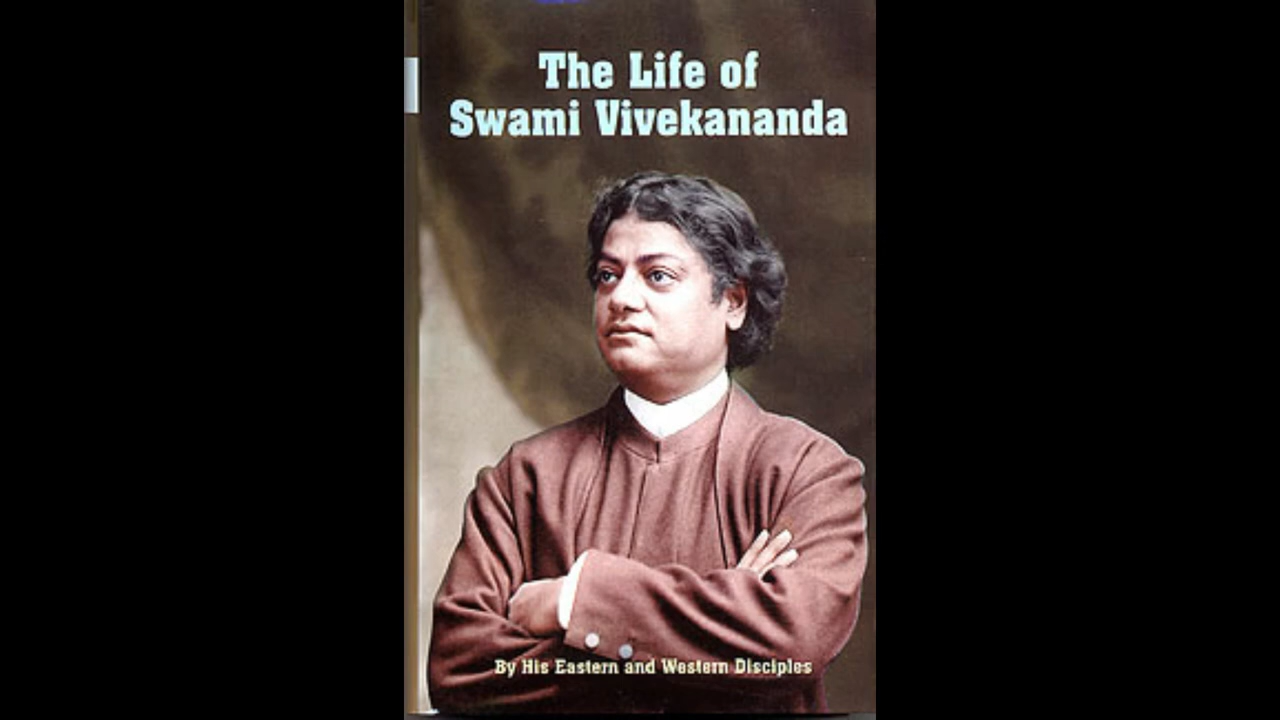 The Life of
Swami Vivekananda
By His Eastern and Western Disciples